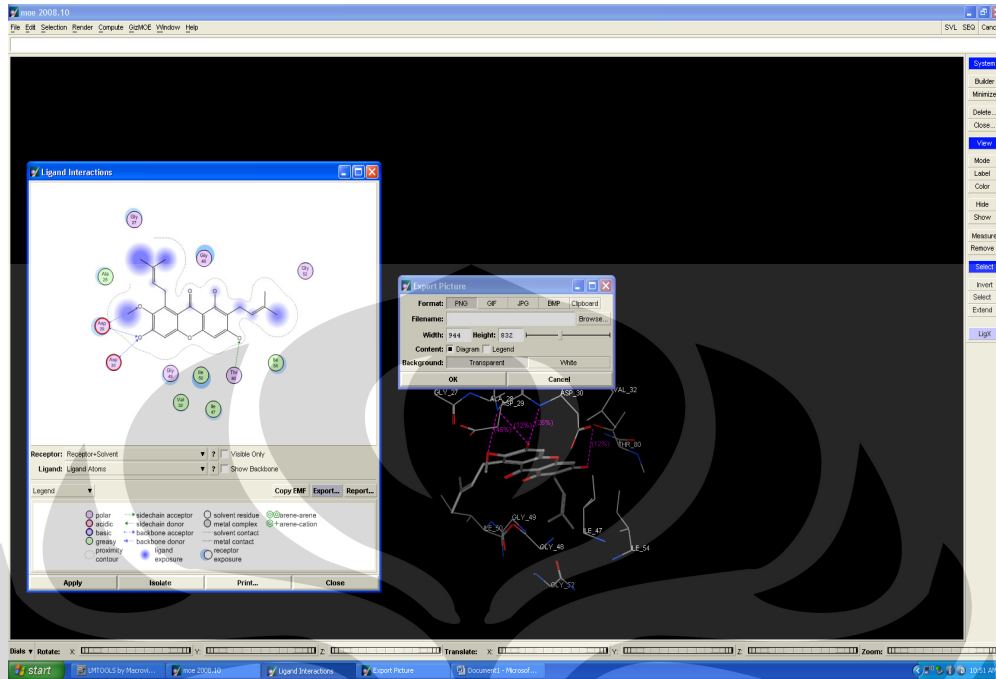 moe 2008.10
File Edit Selection Render Compute GizMOE Window Help
SVL SEQ Canc
System
Builder
Minimize
Delete...
Close...
View
Mode
Label
Color
Hide
Show
Measure
Remove
Select
Invert
Select
Extend
LigX
Ligand Interactions
Gly
27
Gly
48
Ala
28
Asp
29
Asp
30
Gly
49
Ile
50
Thr
80
Val
32
Ile
47
Ile
54
Receptor: Receptor+Solvent ? Visible Only
Ligand: Ligand Atoms ? Show Backbone
Legend Copy EMF Export... Report...
polar sidechain acceptor solvent residue arene-arene
acidic sidechain donor metal complex arene-cation
basic backbone acceptor solvent contact
greasy backbone donor metal contact
proximity contour ligand exposure receptor exposure
Apply Isolate Print... Close
Export Picture
Format: PNG GIF JPG BMP Clipboard
Filename: Browse...
Width: 944 Height: 832
Content: Diagram Legend
Background: Transparent White
OK Cancel
GLY_27 ALA_28 ASP_29 ASP_30 VAL_32
(32%)
(12%) THR_80
ILE_50 GLY_49 ILE_47
GLY_48 ILE_54
GLY_52
Dials Rotate: X: Y: Z: Translate: X: Y: Z: Zoom:
start LMTOOLS by Macrovi... moe 2008.10 Ligand Interactions Export Picture Document1 - Microsof... 10:51 AM